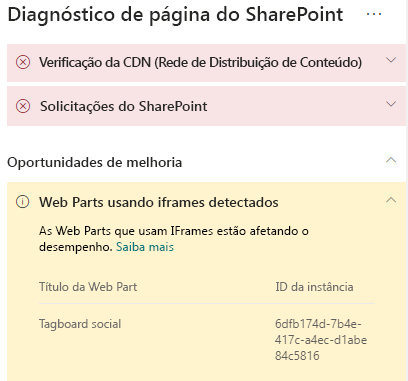 Diagnóstico de página do SharePoint ...
Verificação da CDN (Rede de Distribuição de Conteúdo)
Solicitações do SharePoint
Oportunidades de melhoria
Web Parts usando iframes detectados
As Web Parts que usam IFrames estão afetando o
desempenho. Saiba mais
Título da Web Part ID da instância
Tagboard social 6dfb174d-7b4e-
417c-a4ec-d1abe
84c5816